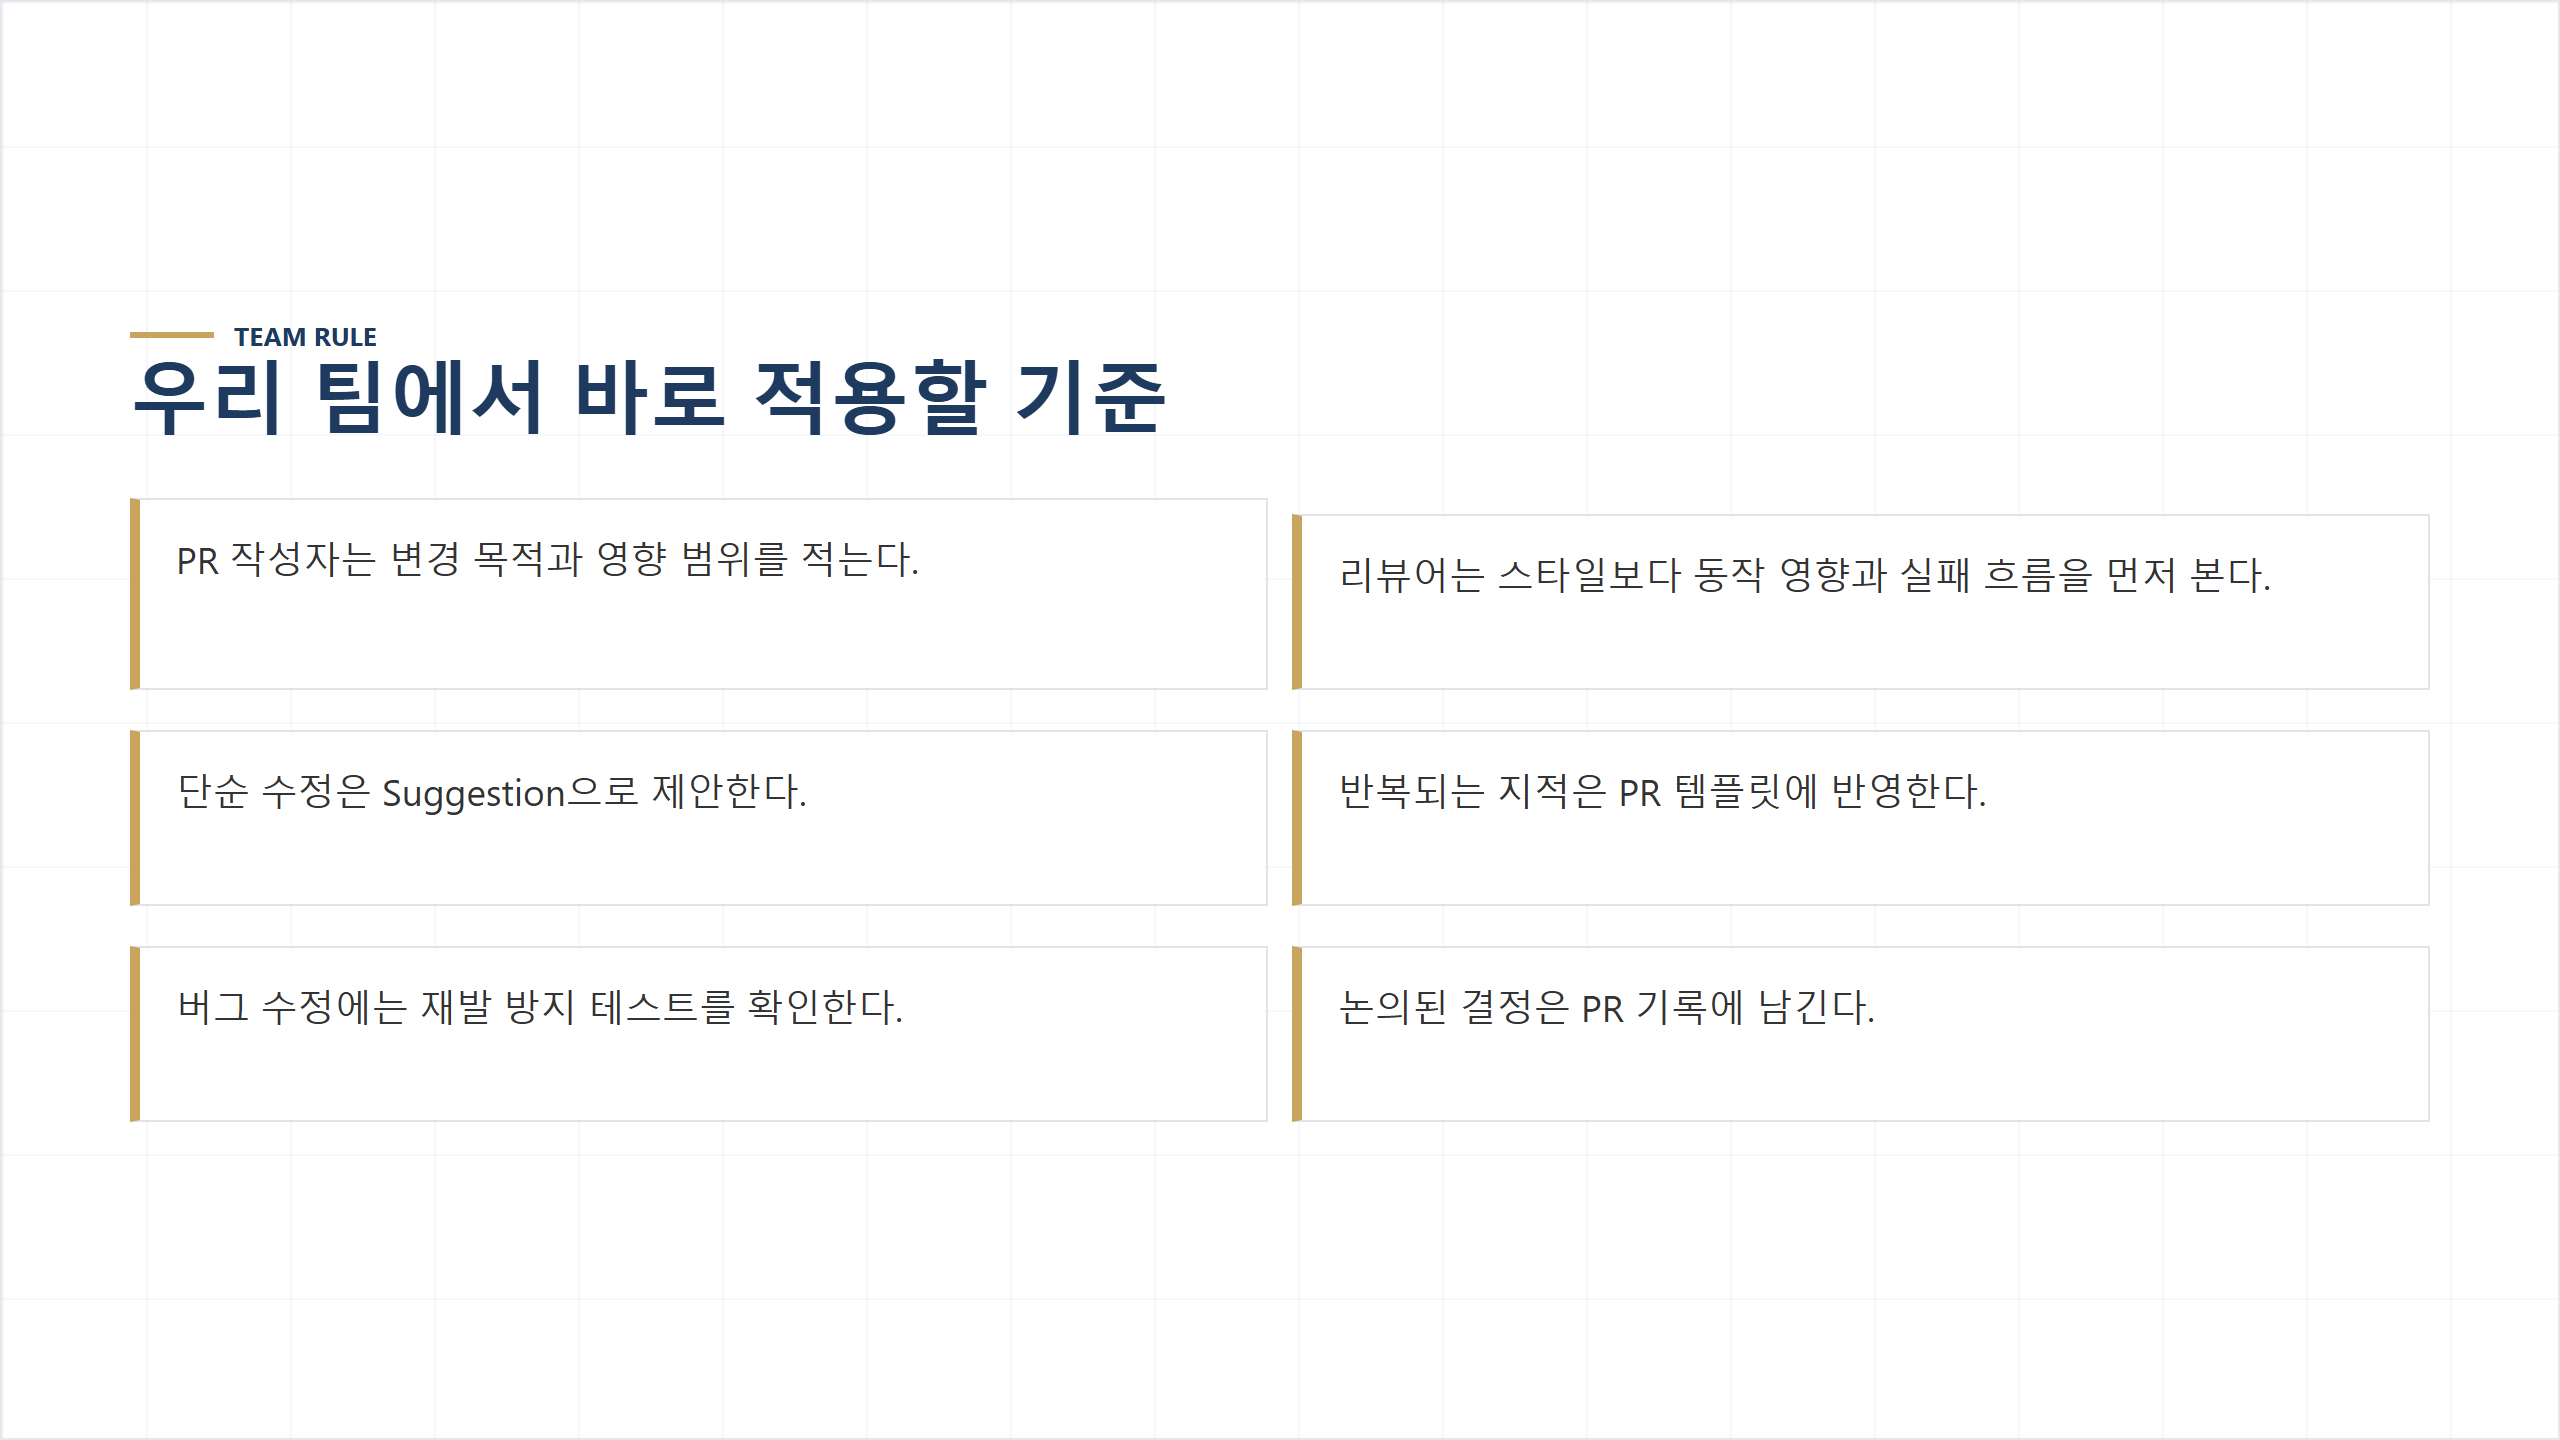 TEAM RULE
우리 팀에서 바로 적용할 기준
PR 작성자는 변경 목적과 영향 범위를 적는다.
리뷰어는 스타일보다 동작 영향과 실패 흐름을 먼저 본다.
단순 수정은 Suggestion으로 제안한다.
반복되는 지적은 PR 템플릿에 반영한다.
버그 수정에는 재발 방지 테스트를 확인한다.
논의된 결정은 PR 기록에 남긴다.